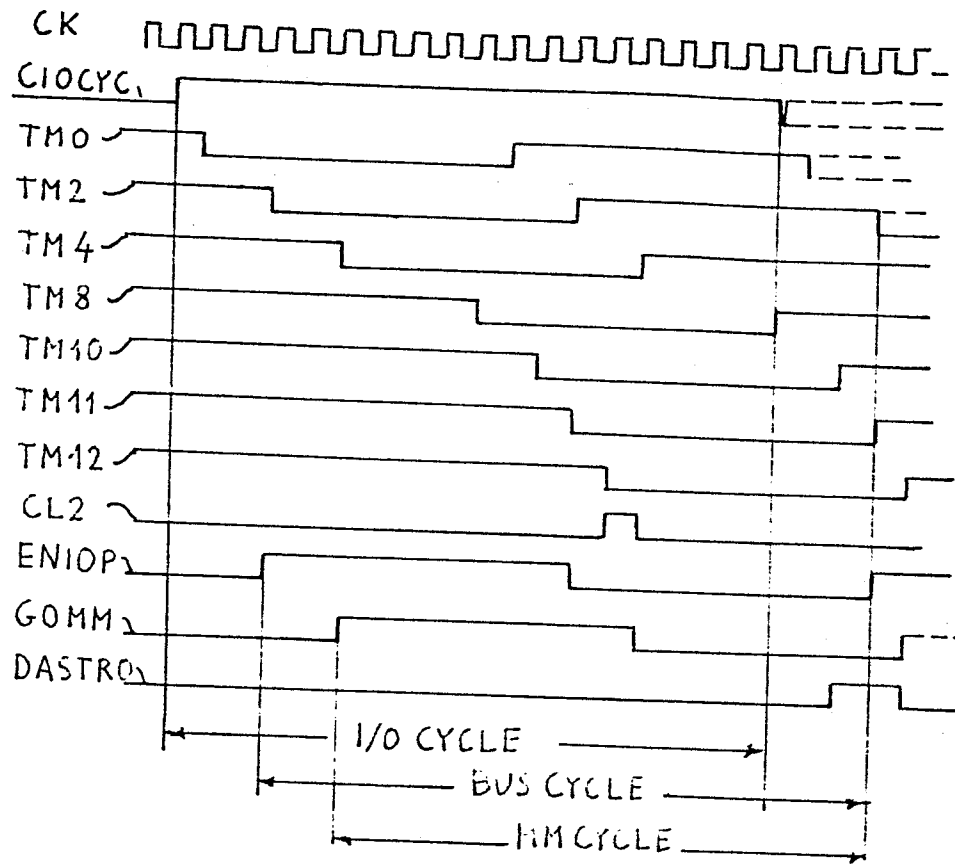 CK
CIOCYC
TM0
TM2
TM4
TM8
TM10
TM11
TM12
CL2
ENIOP
GOMM
DASTRO
I/O CYCLE
BUS CYCLE
MM CYCLE